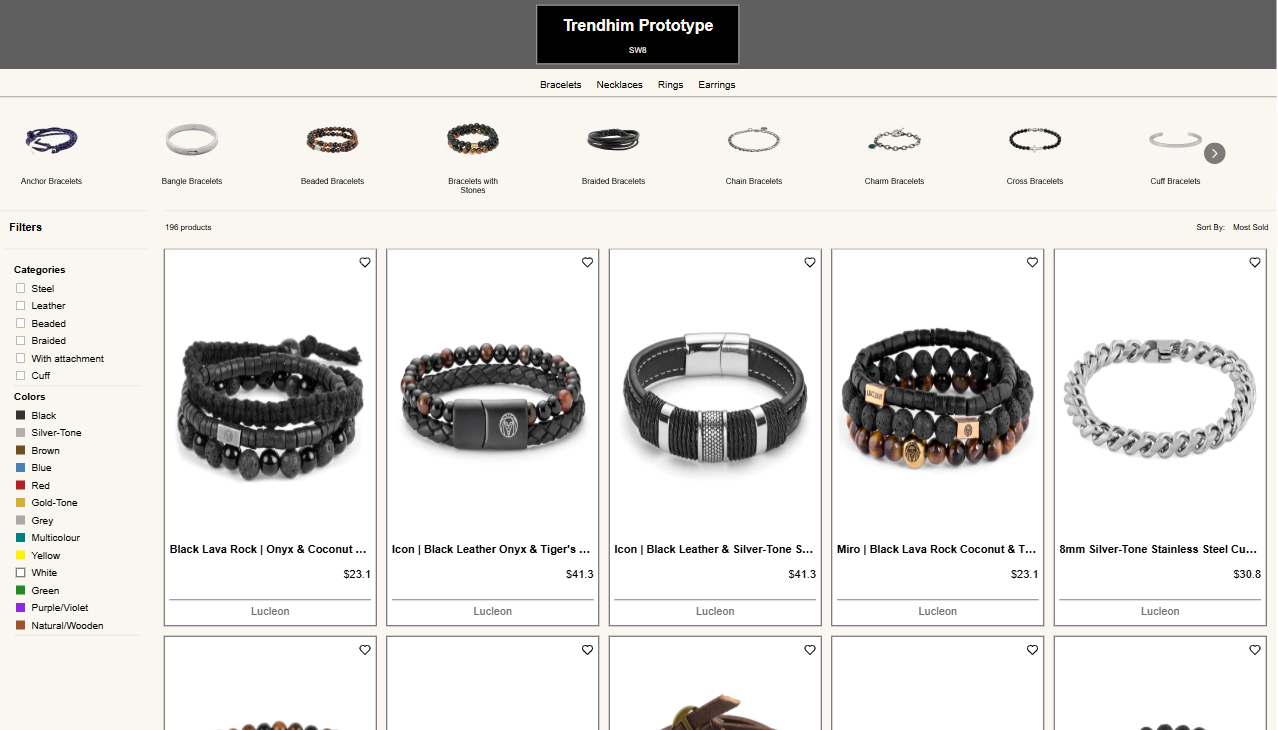 Trendhim Prototype
SW8
Bracelets Necklaces Rings Earrings
Anchor Bracelets
Bangle Bracelets
Beaded Bracelets
Bracelets with
Stones
Braided Bracelets
Chain Bracelets
Charm Bracelets
Cross Bracelets
Cuff Bracelets
Filters
196 products
Sort By: Most Sold
Categories
Steel
Leather
Beaded
Braided
With attachment
Cuff
Colors
Black
Silver-Tone
Brown
Blue
Red
Gold-Tone
Grey
Multicolour
Yellow
White
Green
Purple/Violet
Natural/Wooden
Black Lava Rock | Onyx & Coconut ...
$23.1
Lucleon
Icon | Black Leather Onyx & Tiger's ...
$41.3
Lucleon
Icon | Black Leather & Silver-Tone S...
$41.3
Lucleon
LUCLEON
Miro | Black Lava Rock Coconut & T...
$23.1
Lucleon
8mm Silver-Tone Stainless Steel Cu...
$30.8
Lucleon